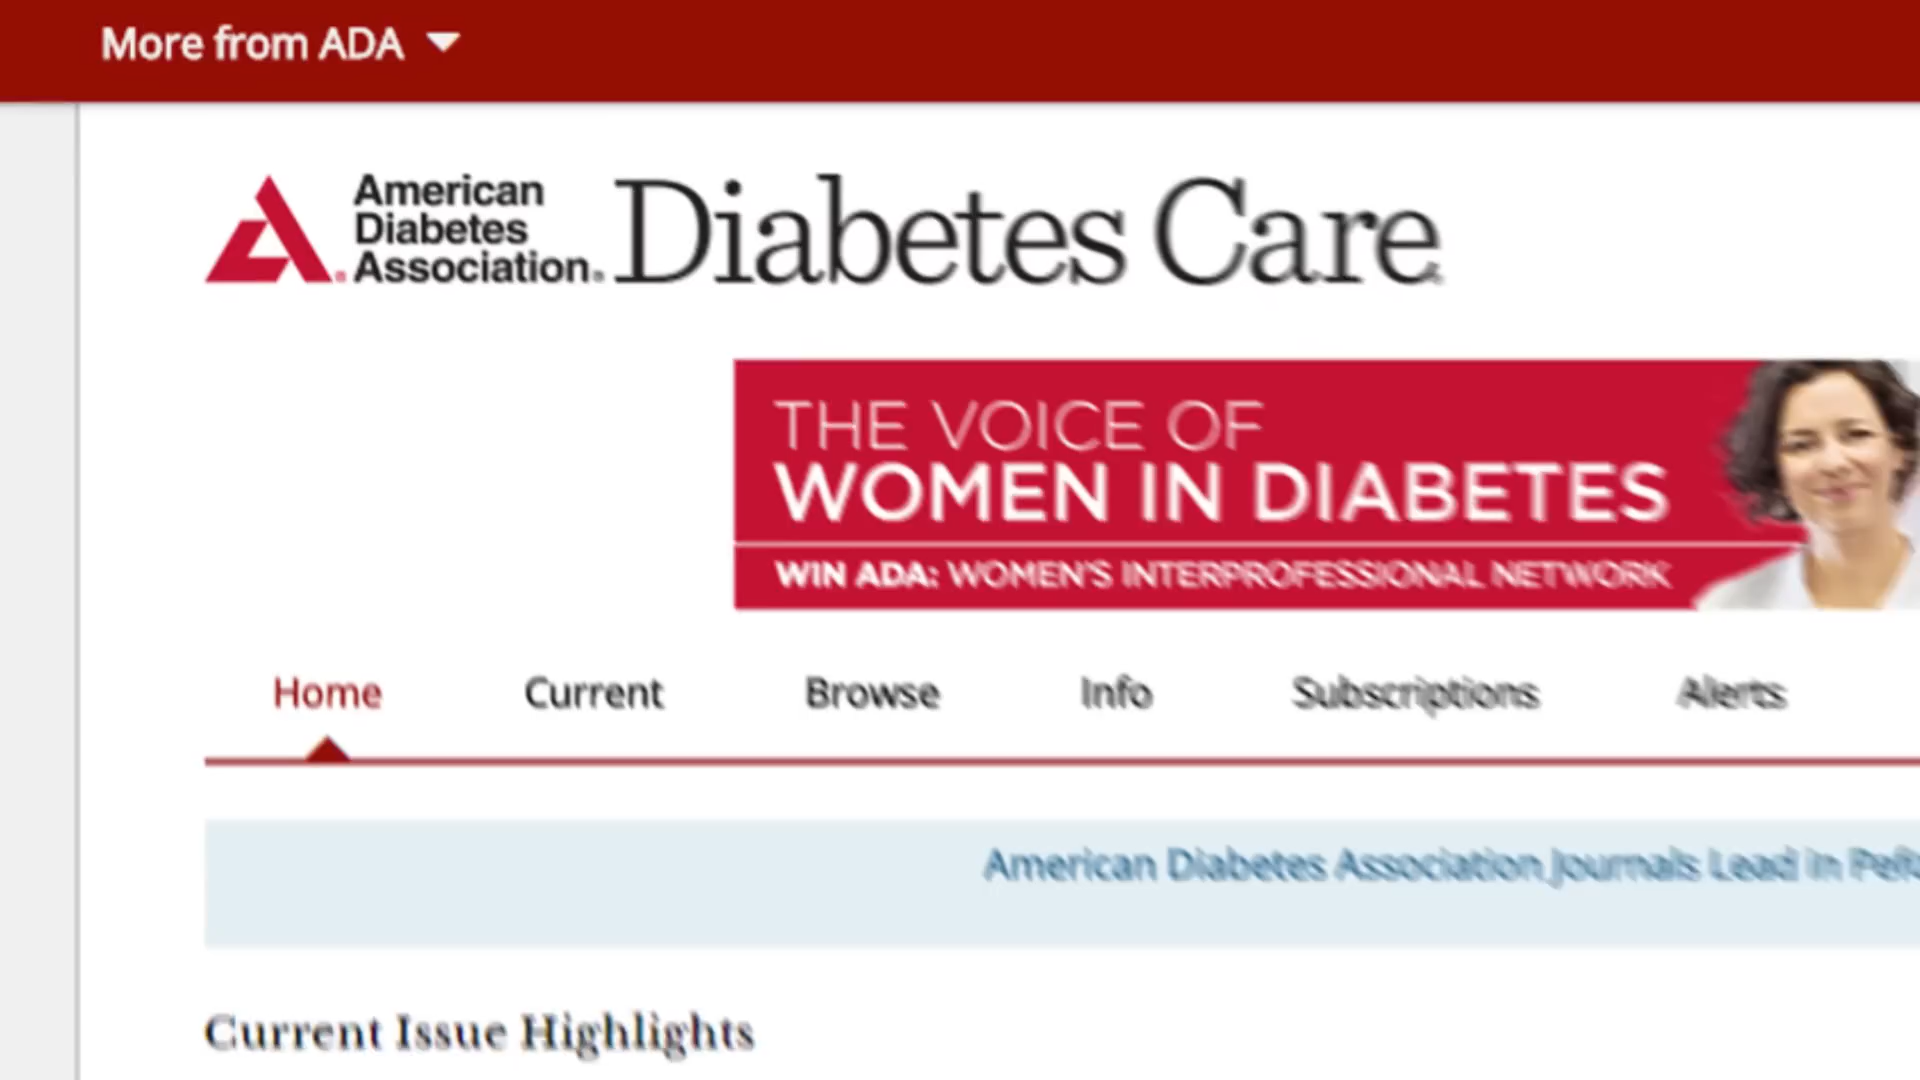 More from ADA
American
Diabetes
Association®
Diabetes Care
THE VOICE OF
WOMEN IN DIABETES
WIN ADA: WOMEN'S INTERPROFESSIONAL NETWORK
Home Current Browse Info Subscriptions Alerts
American Diabetes Association Journals Lead in
Current Issue Highlights